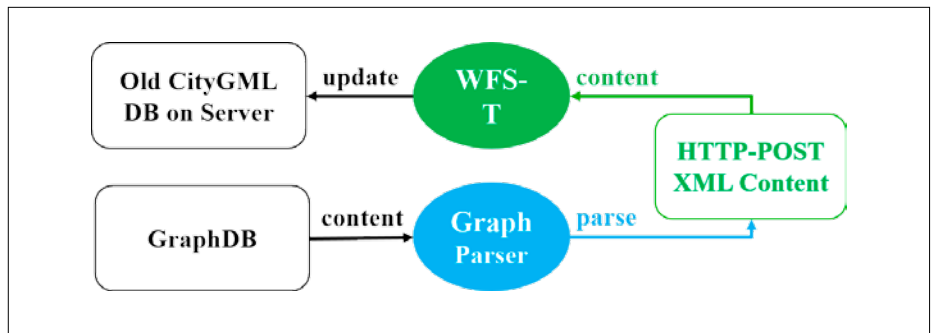 Old CityGML
DB on Server
update
WFS-
T
content
HTTP-POST
XML Content
GraphDB
content
Graph
Parser
parse